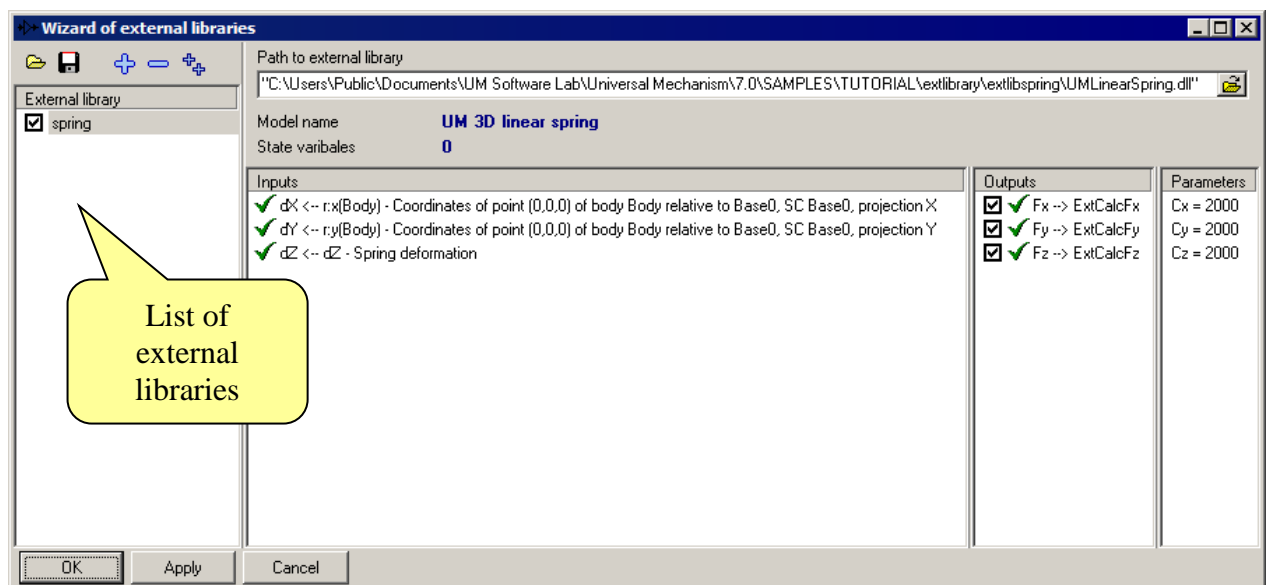 Wizard of external libraries
Path to external library
"C:\Users\Public\Documents\UM Software Lab\Universal Mechanism\7.0\SAMPLES\TUTORIAL\extlibrary\extlibspring\UMLinearSpring.dll"
External library
spring
Model name UM 3D linear spring
State varibales 0
Inputs
dX <-- r:x(Body) - Coordinates of point (0,0,0) of body Body relative to Base0, SC Base0, projection X
dY <-- r:y(Body) - Coordinates of point (0,0,0) of body Body relative to Base0, SC Base0, projection Y
dZ <-- dZ - Spring deformation
Outputs
Fx --> ExtCalcFx
Fy --> ExtCalcFy
Fz --> ExtCalcFz
Parameters
Cx = 2000
Cy = 2000
Cz = 2000
List of
external
libraries
OK Apply Cancel